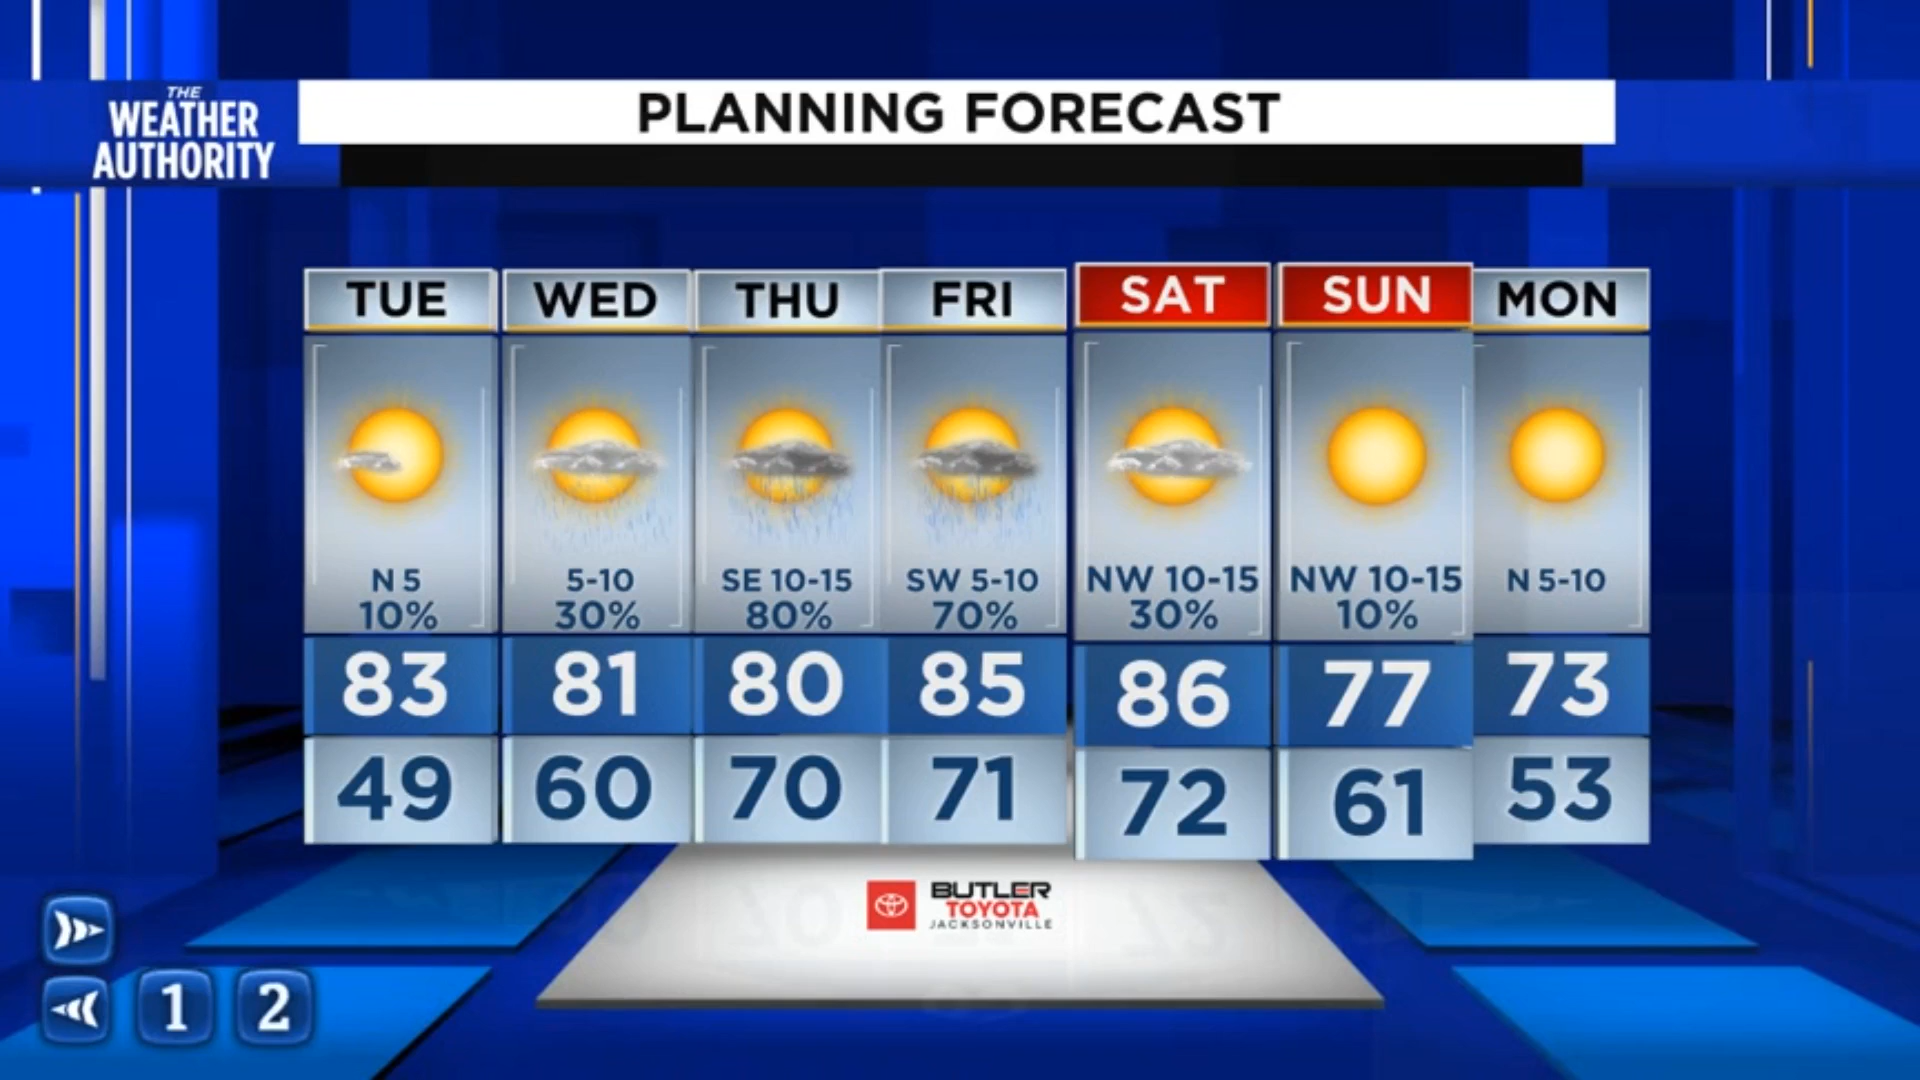 THE
WEATHER
AUTHORITY
PLANNING FORECAST
TUE WED THU FRI SAT SUN MON
N 5 5-10 SE 10-15 SW 5-10 NW 10-15 NW 10-15 N 5-10
10% 30% 80% 70% 30% 10%
83 81 80 85 86 77 73
49 60 70 71 72 61 53
BUTLER
TOYOTA
JACKSONVILLE
1 2